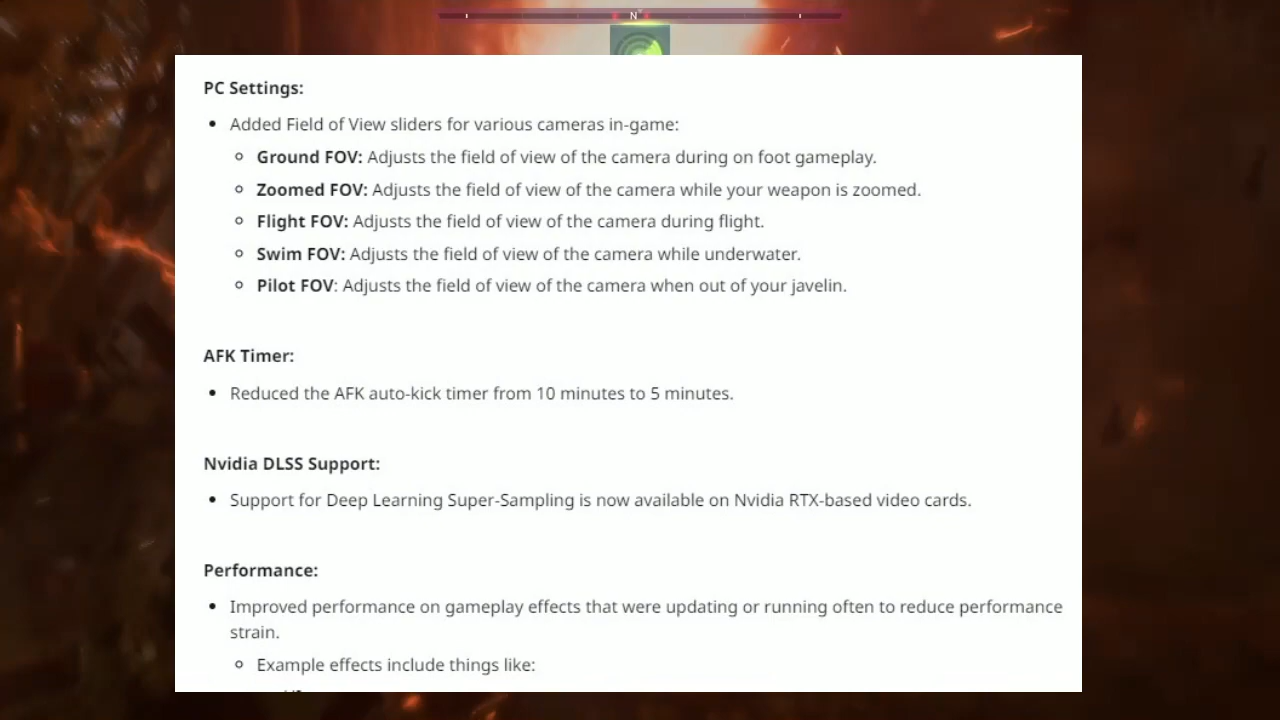 N
PC Settings:
Added Field of View sliders for various cameras in-game:
Ground FOV: Adjusts the field of view of the camera during on foot gameplay.
Zoomed FOV: Adjusts the field of view of the camera while your weapon is zoomed.
Flight FOV: Adjusts the field of view of the camera during flight.
Swim FOV: Adjusts the field of view of the camera while underwater.
Pilot FOV: Adjusts the field of view of the camera when out of your javelin.
AFK Timer:
Reduced the AFK auto-kick timer from 10 minutes to 5 minutes.
Nvidia DLSS Support:
Support for Deep Learning Super-Sampling is now available on Nvidia RTX-based video cards.
Performance:
Improved performance on gameplay effects that were updating or running often to reduce performance
strain.
Example effects include things like: